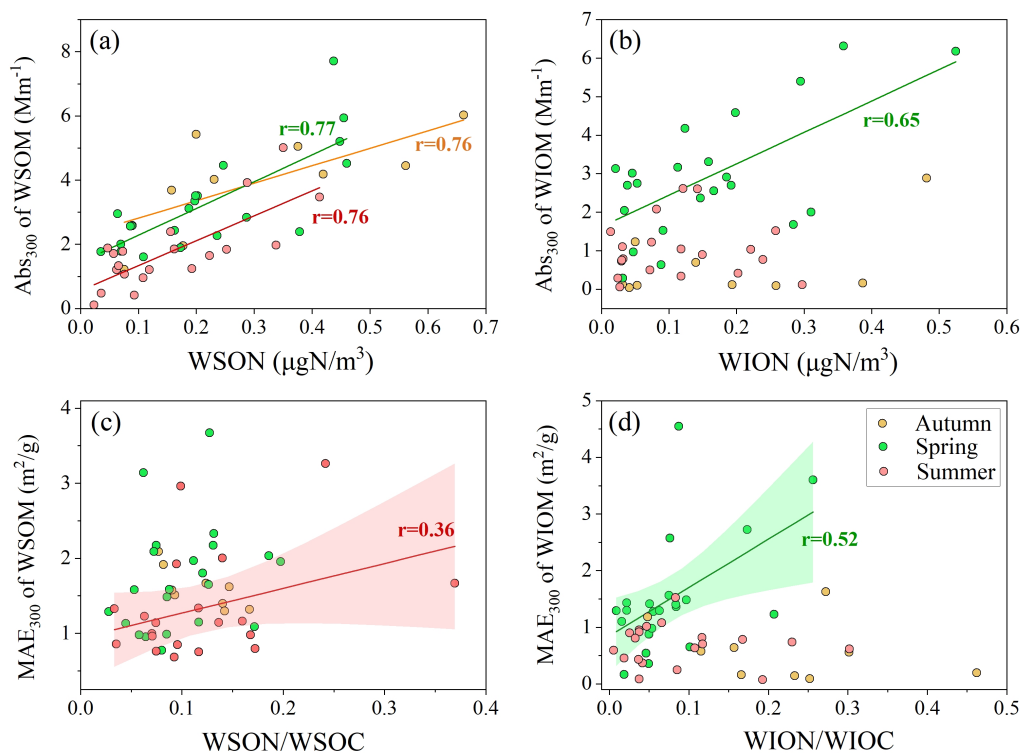 (a)
Abs300 of WSOM (Mm-1)
8
6
4
2
0
r=0.77
r=0.76
r=0.76
0.0 0.1 0.2 0.3 0.4 0.5 0.6 0.7
WSON (μgN/m3)
(b)
Abs300 of WIOM (Mm-1)
7
6
5
4
3
2
1
0
r=0.65
0.0 0.1 0.2 0.3 0.4 0.5 0.6
WION (μgN/m3)
(c)
MAE300 of WSOM (m2/g)
4
3
2
1
0
r=0.36
0.0 0.1 0.2 0.3 0.4
WSON/WSOC
(d)
MAE300 of WIOM (m2/g)
5
4
3
2
1
0
Autumn
Spring
Summer
r=0.52
0.0 0.1 0.2 0.3 0.4 0.5
WION/WIOC